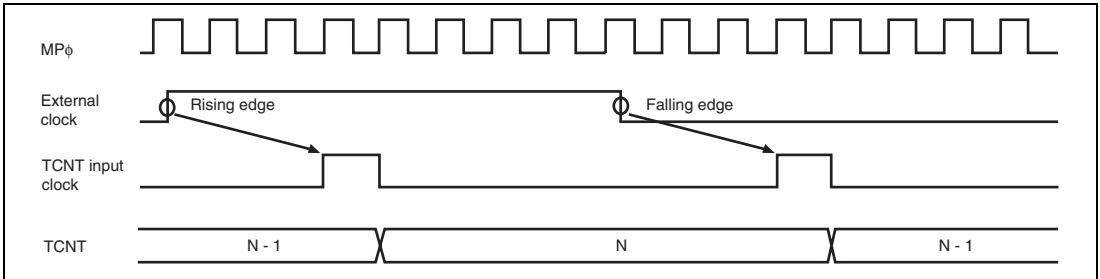 MPϕ
External
clock
Rising edge
Falling edge
TCNT input
clock
TCNT
N - 1
N
N - 1